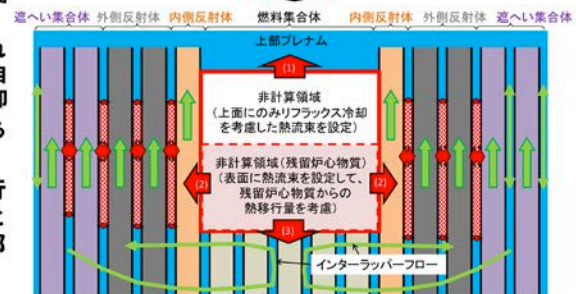 遮へい集合体 外側反射体 内側反射体 燃料集合体 内側反射体 外側反射体 遮へい集合体
上部プレナム
(1)
非計算領域
(上面にのみリフラックス冷却
を考慮した熱流束を設定)
非計算領域(残留炉心物質)
(表面に熱流束を設定して、
残留炉心物質からの
熱移行量を考慮)
(2)
(2)
(3)
インターラッパーフロー